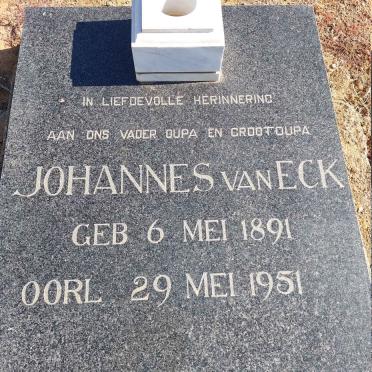 IN LIEFDEVOLLE HERINNERING
AAN ONS VADER OUPA EN GROOTOUPA
JOHANNES VAN ECK
GEB 6 MEI 1891
OORL 29 MEI 1951